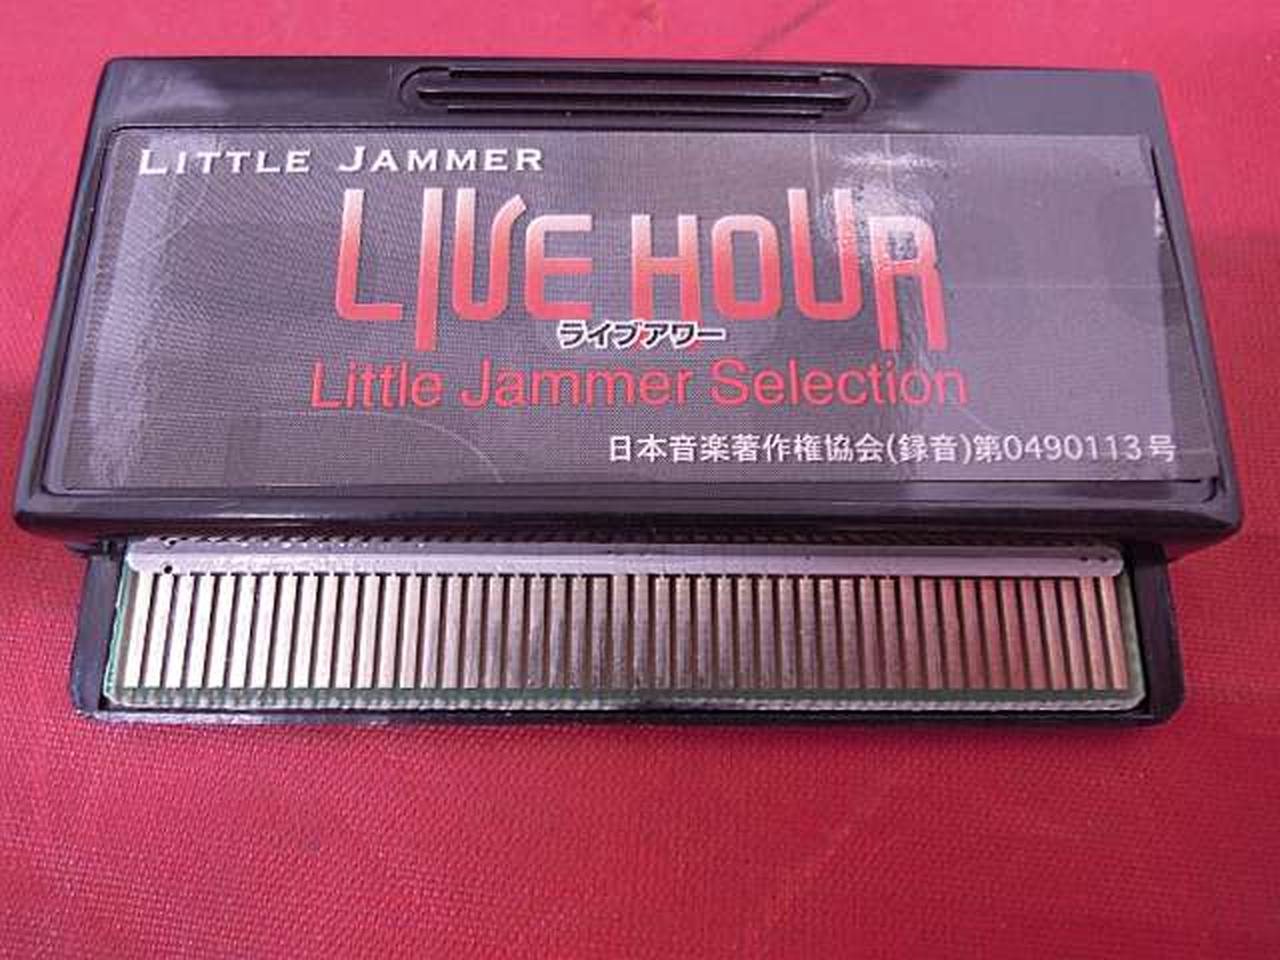 LITTLE JAMMER
LIVE HOUR
ライブアワー
Little Jammer Selection
日本音楽著作権協会(録音)第0490113号